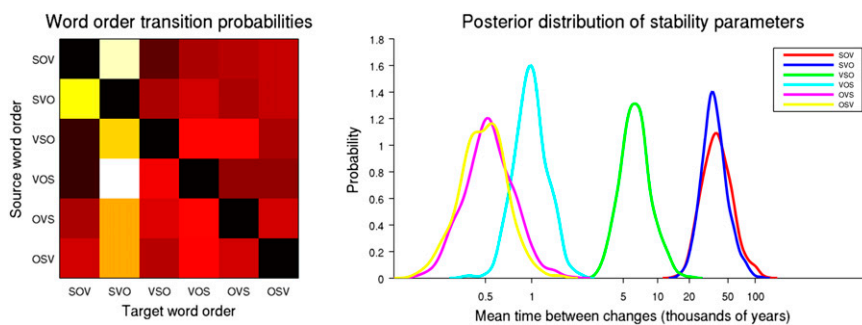 Word order transition probabilities
SOV
SVO
VSO
VOS
OVS
OSV
Source word order
SOV SVO VSO VOS OVS OSV
Target word order
Posterior distribution of stability parameters
1.8
1.6
1.4
1.2
1
0.8
0.6
0.4
0.2
0
Probability
SOV
SVO
VSO
VOS
OVS
OSV
0.5 1 5 10 20 50 100
Mean time between changes (thousands of years)